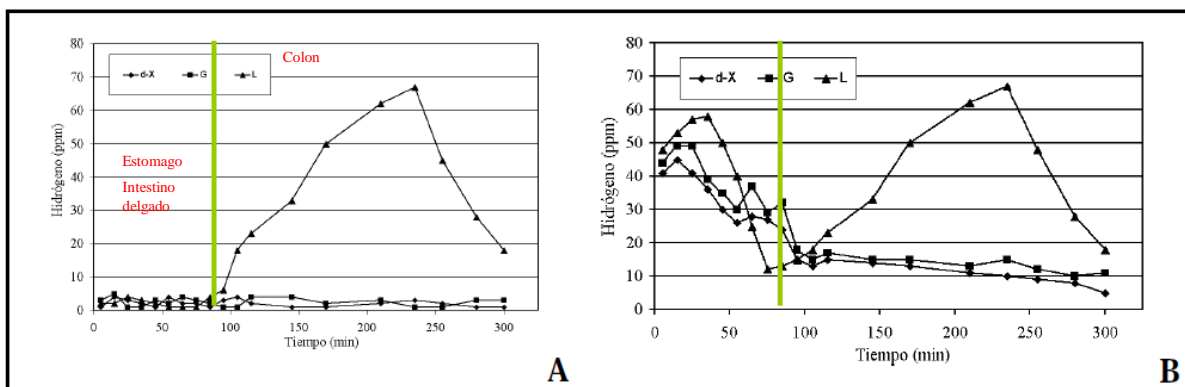 80
70
60
50
40
30
20
10
0
Hidrógeno (ppm)
d-X G L
Colon
Estomago
Intestino
delgado
0 50 100 150 200 250 300
Tiempo (min)
A
80
70
60
50
40
30
20
10
0
Hidrógeno (ppm)
d-X G L
0 50 100 150 200 250 300
Tiempo (min)
B